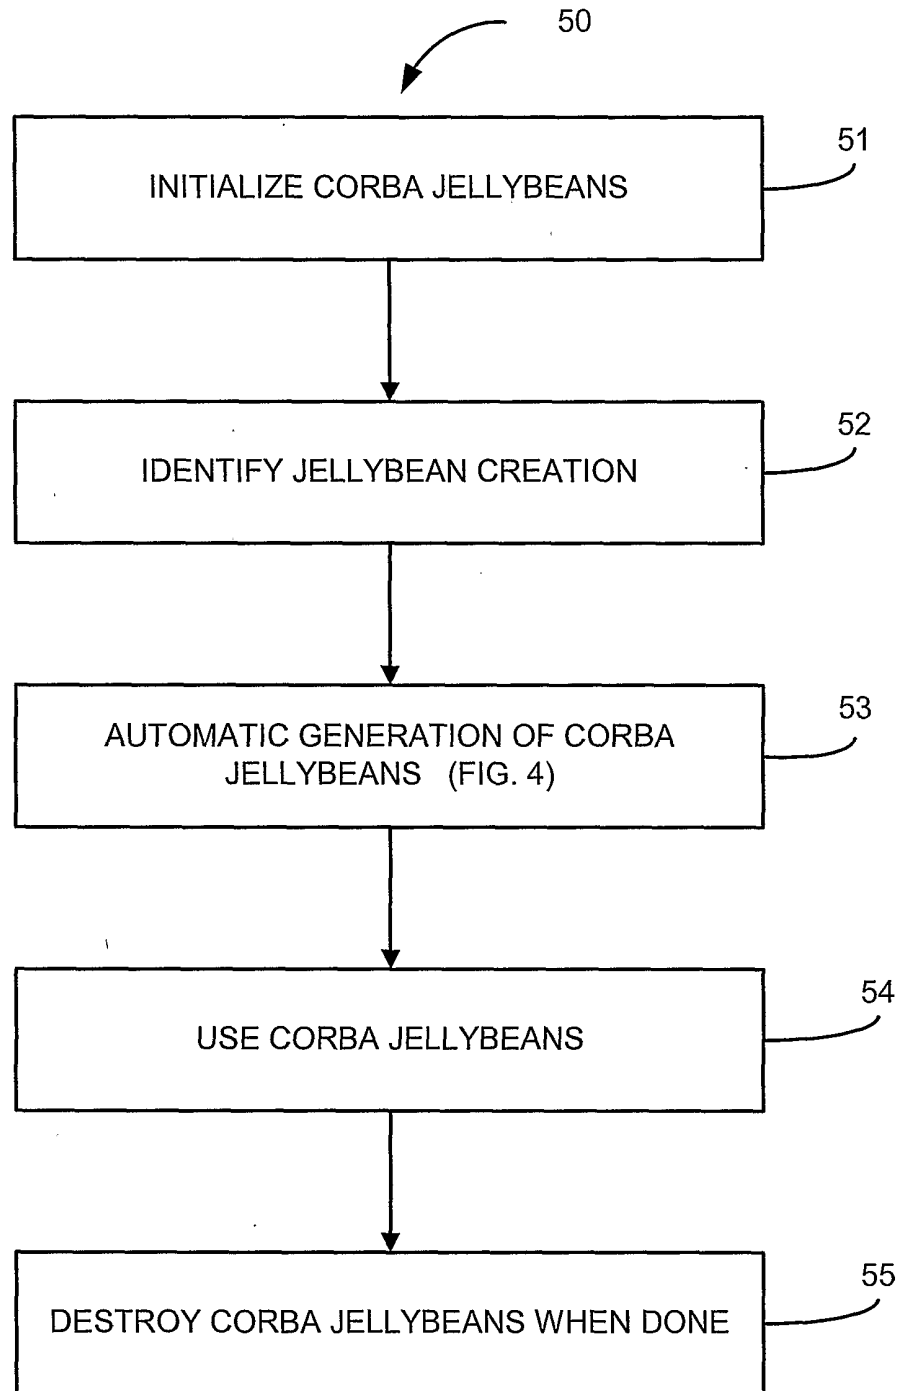 50
INITIALIZE CORBA JELLYBEANS
51
IDENTIFY JELLYBEAN CREATION
52
AUTOMATIC GENERATION OF CORBA
JELLYBEANS (FIG. 4)
53
USE CORBA JELLYBEANS
54
DESTROY CORBA JELLYBEANS WHEN DONE
55